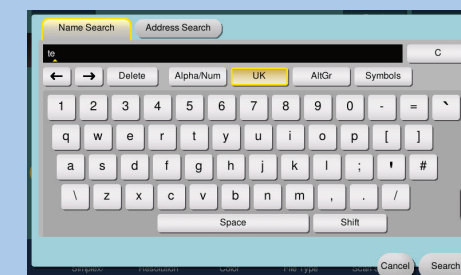 Name Search Address Search
te C
← → Delete Alpha/Num UK AltGr Symbols
1 2 3 4 5 6 7 8 9 0 - = `
q w e r t y u i o p [ ]
a s d f g h j k l ; ' #
\ z x c v b n m , . /
Space Shift
Cancel Search
Simplex Resolution Color File Type